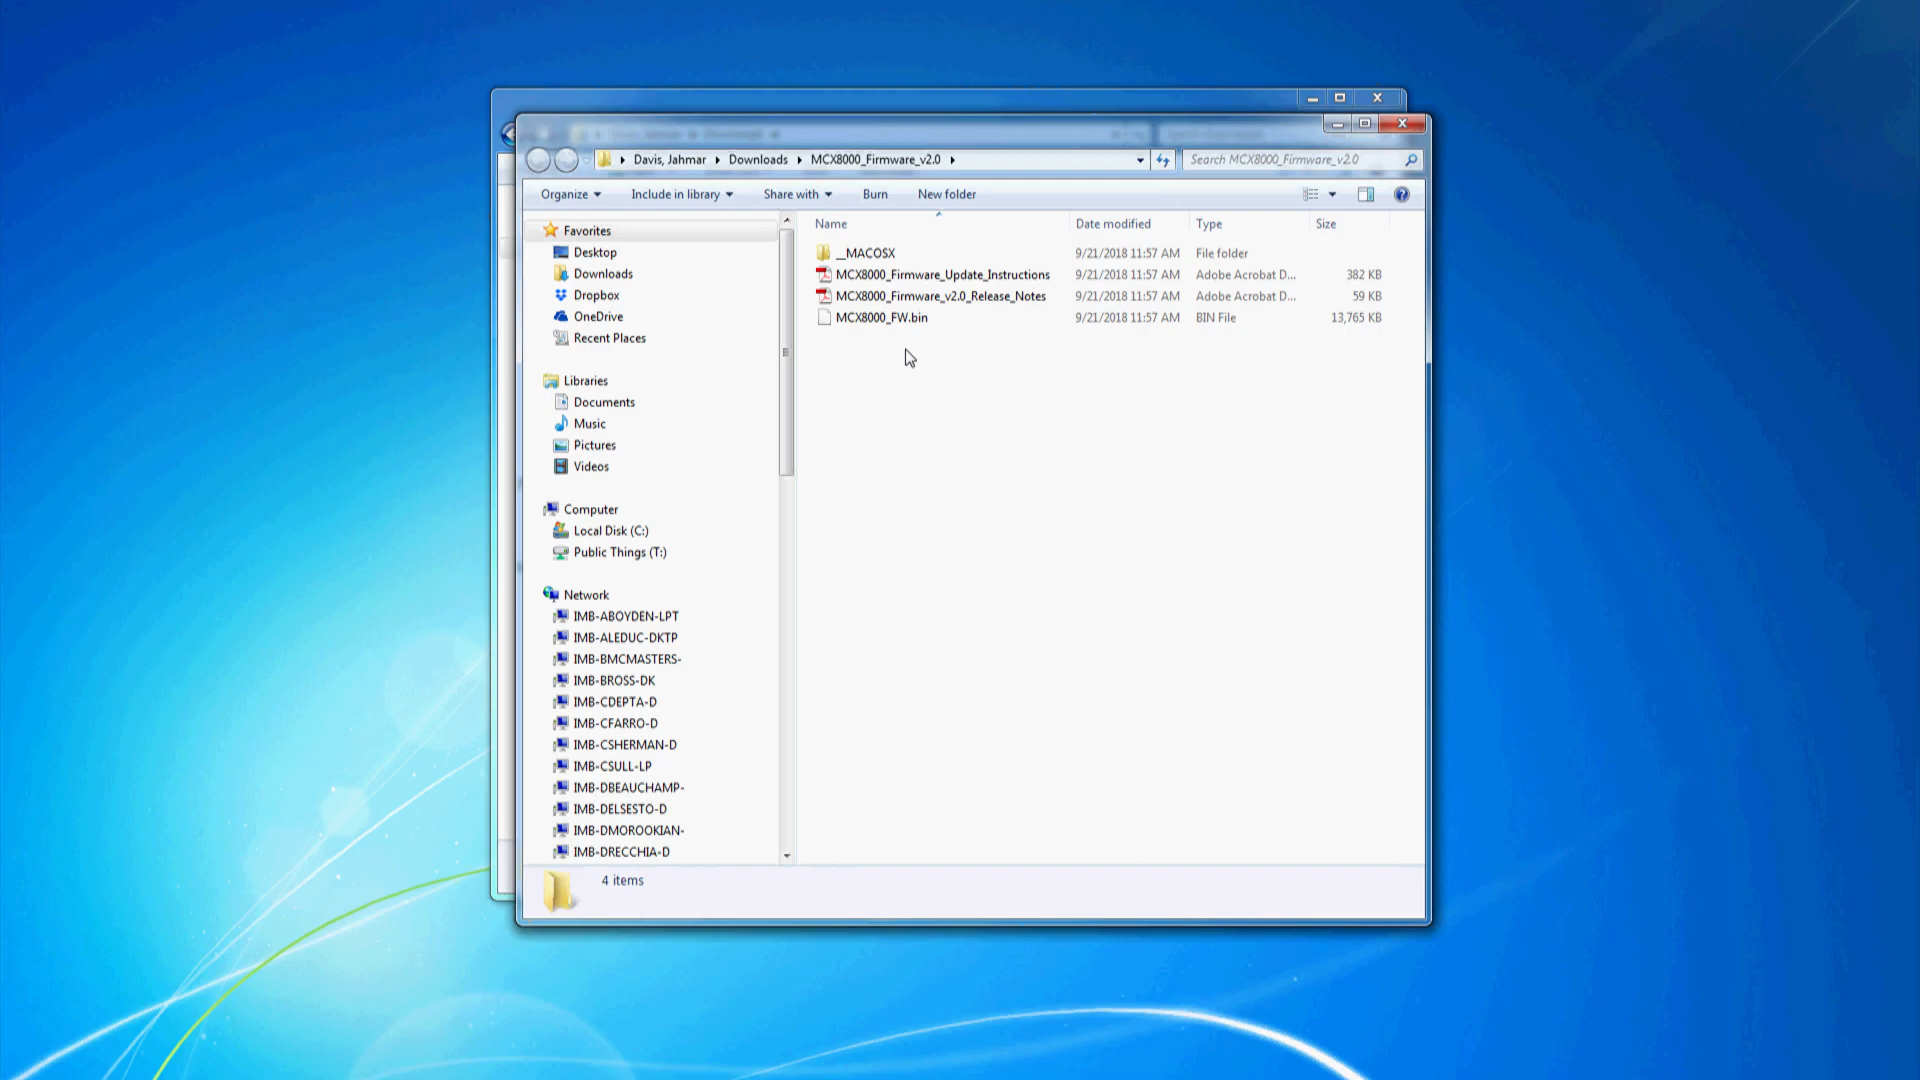 Davis, Jahmar Downloads MCX8000_Firmware_v2.0 Search MCX8000_Firmware_v2.0
Organize Include in library Share with Burn New folder
Favorites
Desktop
Downloads
Dropbox
OneDrive
Recent Places
Libraries
Documents
Music
Pictures
Videos
Computer
Local Disk (C:)
Public Things (T:)
Network
IMB-ABOYDEN-LPT
IMB-ALEDUC-DKTP
IMB-BMCMASTERS-
IMB-BROSS-DK
IMB-CDEPTA-D
IMB-CFARRO-D
IMB-CSHERMAN-D
IMB-CSULL-LP
IMB-DBEAUCHAMP-
IMB-DELSESTO-D
IMB-DMOROOKIAN-
IMB-DRECCHIA-D
Name Date modified Type Size
__MACOSX 9/21/2018 11:57 AM File folder
MCX8000_Firmware_Update_Instructions 9/21/2018 11:57 AM Adobe Acrobat D... 382 KB
MCX8000_Firmware_v2.0_Release_Notes 9/21/2018 11:57 AM Adobe Acrobat D... 59 KB
MCX8000_FW.bin 9/21/2018 11:57 AM BIN File 13,765 KB
4 items